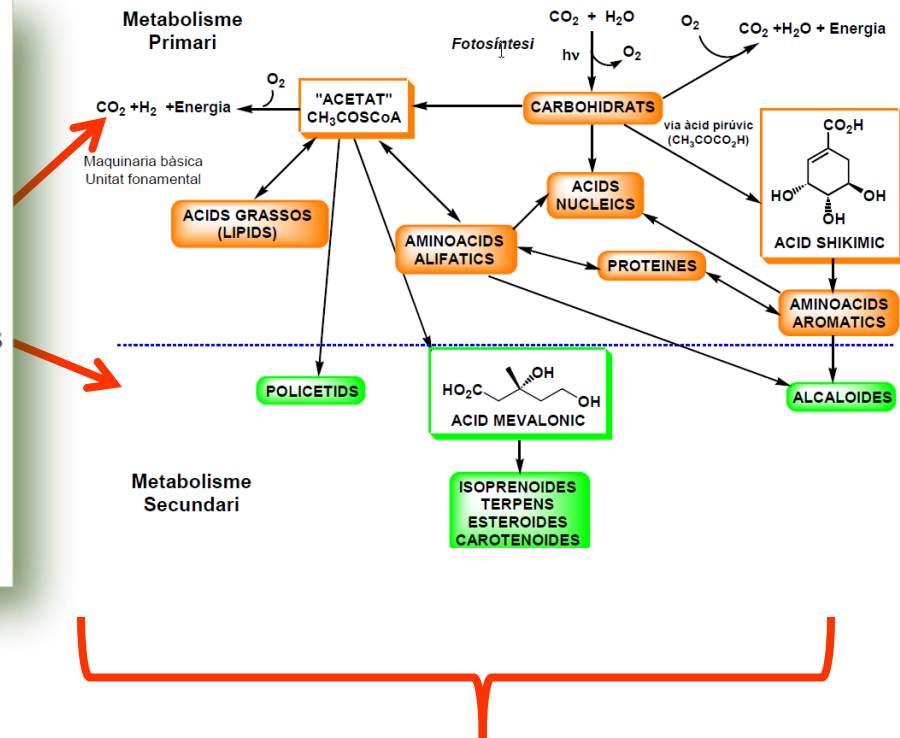 Metabolisme
Primari
CO2 + H2O
Fotosíntesi
hν
O2
O2
CO2 +H2O + Energia
CO2 +H2 +Energia
O2
"ACETAT"
CH3COSCoA
CARBOHIDRATS
via àcid pirúvic
(CH3COCO2H)
CO2H
HO
OH
OH
ACID SHIKIMIC
Maquinaria bàsica
Unitat fonamental
ACIDS GRASSOS
(LIPIDS)
AMINOACIDS
ALIFATICS
ACIDS
NUCLEICS
PROTEINES
AMINOACIDS
AROMATICS
s
POLICETIDS
HO2C
OH
OH
ACID MEVALONIC
ALCALOIDES
Metabolisme
Secundari
ISOPRENOIDES
TERPENS
ESTEROIDES
CAROTENOIDES